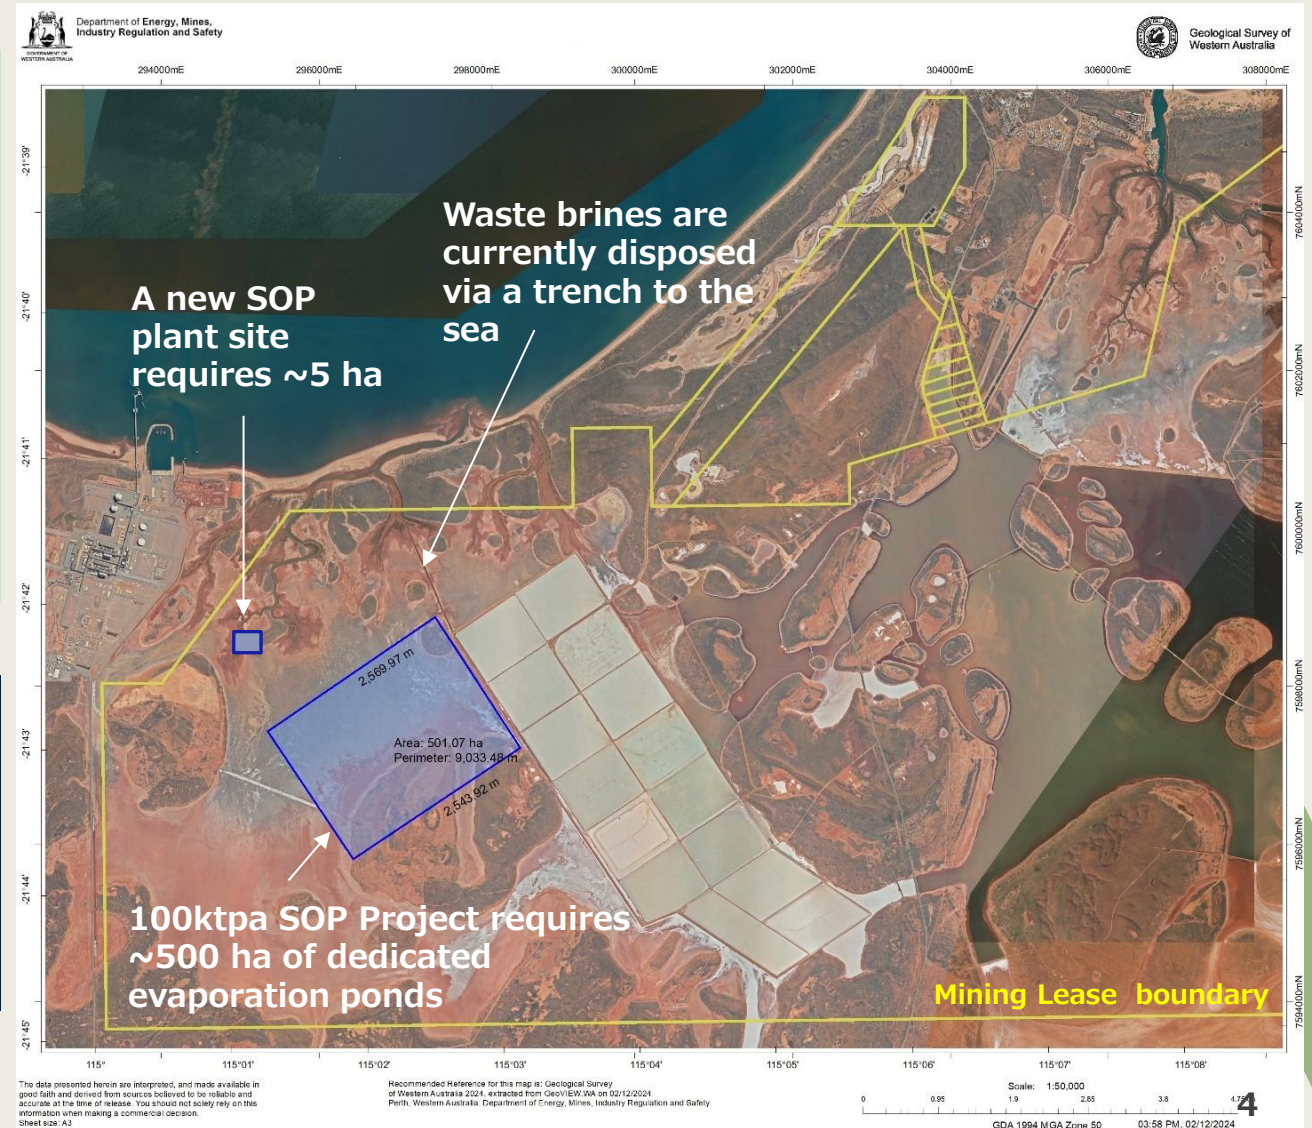 Department of Energy, Mines,
Industry Regulation and Safety
GOVERNMENT OF
WESTERN AUSTRALIA
Geological Survey of
Western Australia
294000mE
296000mE
298000mE
300000mE
302000mE
304000mE
306000mE
308000mE
-21°39'
-21°40'
-21°41'
-21°42'
-21°43'
-21°44'
-21°45'
7604000mN
7602000mN
7600000mN
7598000mN
7596000mN
7594000mN
Waste brines are
currently disposed
via a trench to the
sea
A new SOP
plant site
requires ~5 ha
2,569.97 m
Area: 501.07 ha
Perimeter: 9,033.48 m
2,543.92 m
100ktpa SOP Project requires
~500 ha of dedicated
evaporation ponds
Mining Lease boundary
115°
115°01'
115°02'
115°03'
115°04'
115°05'
115°06'
115°07'
115°08'
The data presented herein are interpreted, and made available in
good faith and derived from sources believed to be reliable and
accurate at the time of release. You should not solely rely on this
information when making a commercial decision.
Sheet size: A3
Recommended Reference for this map is: Geological Survey
of Western Australia 2024, extracted from GeoVIEW.WA on 02/12/2024
Perth, Western Australia: Department of Energy, Mines, Industry Regulation and Safety
Scale: 1:50,000
0 0.95 1.9 2.85 3.8
4
GDA 1994 MGA Zone 50 03:58 PM, 02/12/2024